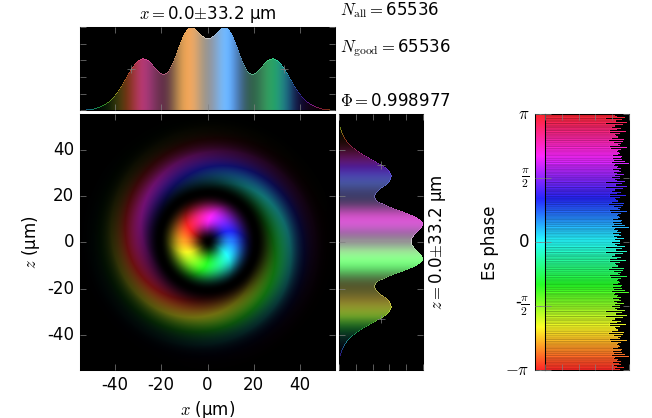 x = 0.0±33.2 µm
N_all = 65536
N_good = 65536
Φ = 0.998977
z (µm)
40
20
0
-20
-40
-40 -20 0 20 40
x (µm)
z = 0.0±33.2 µm
Es phase
π
π/2
0
-π/2
-π